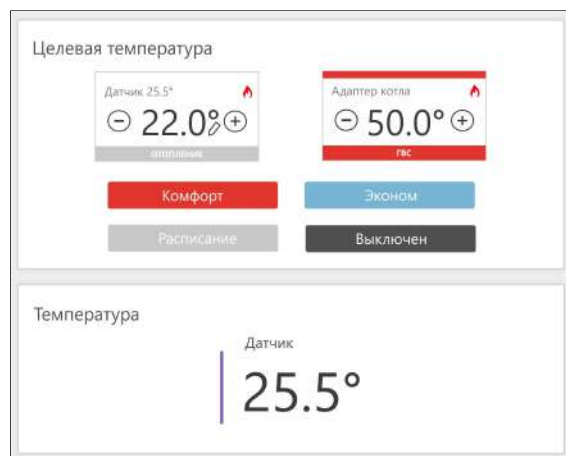 Целевая температура
Датчик 25.5°
Адаптер котла
22.0°
50.0°
отопление
ГВС
Комфорт
Эконом
Расписание
Выключен
Температура
Датчик
25.5°